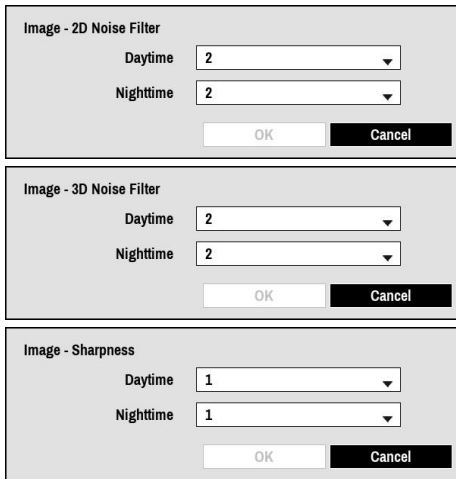 Image - 2D Noise Filter
Daytime 2
Nighttime 2
OK Cancel
Image - 3D Noise Filter
Daytime 2
Nighttime 2
OK Cancel
Image - Sharpness
Daytime 1
Nighttime 1
OK Cancel